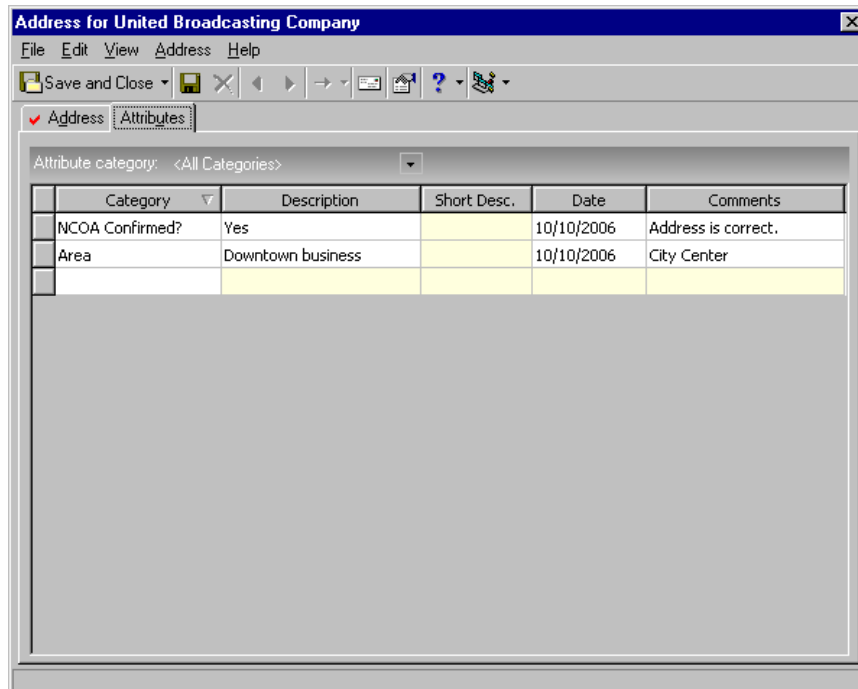 Address for United Broadcasting Company
File Edit View Address Help
Save and Close ?
Address Attributes
Attribute category: <All Categories>
Category Description Short Desc. Date Comments
NCOA Confirmed? Yes 10/10/2006 Address is correct.
Area Downtown business 10/10/2006 City Center